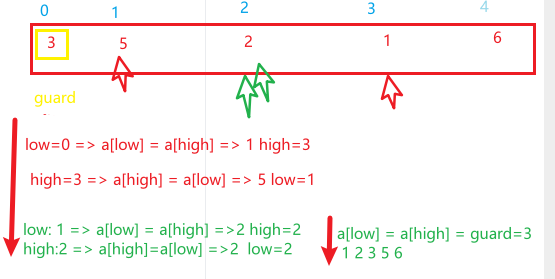 0 1 2 3 4
3 5 2 1 6
guard
low=0 => a[low] = a[high] => 1 high=3
high=3 => a[high] = a[low] => 5 low=1
low: 1 => a[low] = a[high] =>2 high=2
high:2 => a[high]=a[low] =>2 low=2
a[low] = a[high] = guard=3
1 2 3 5 6